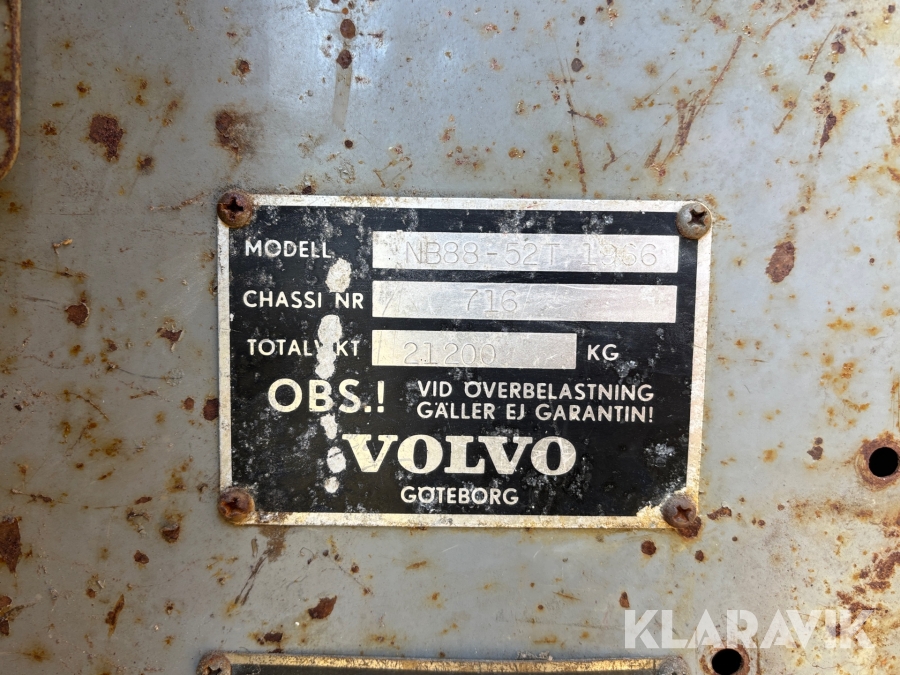 MODELL NB88-52T 1966
CHASSI NR 716
TOTALVIKT 21200 KG
OBS.! VID ÖVERBELASTNING
GÄLLER EJ GARANTIN!
VOLVO
GÖTEBORG
KLARAVIK